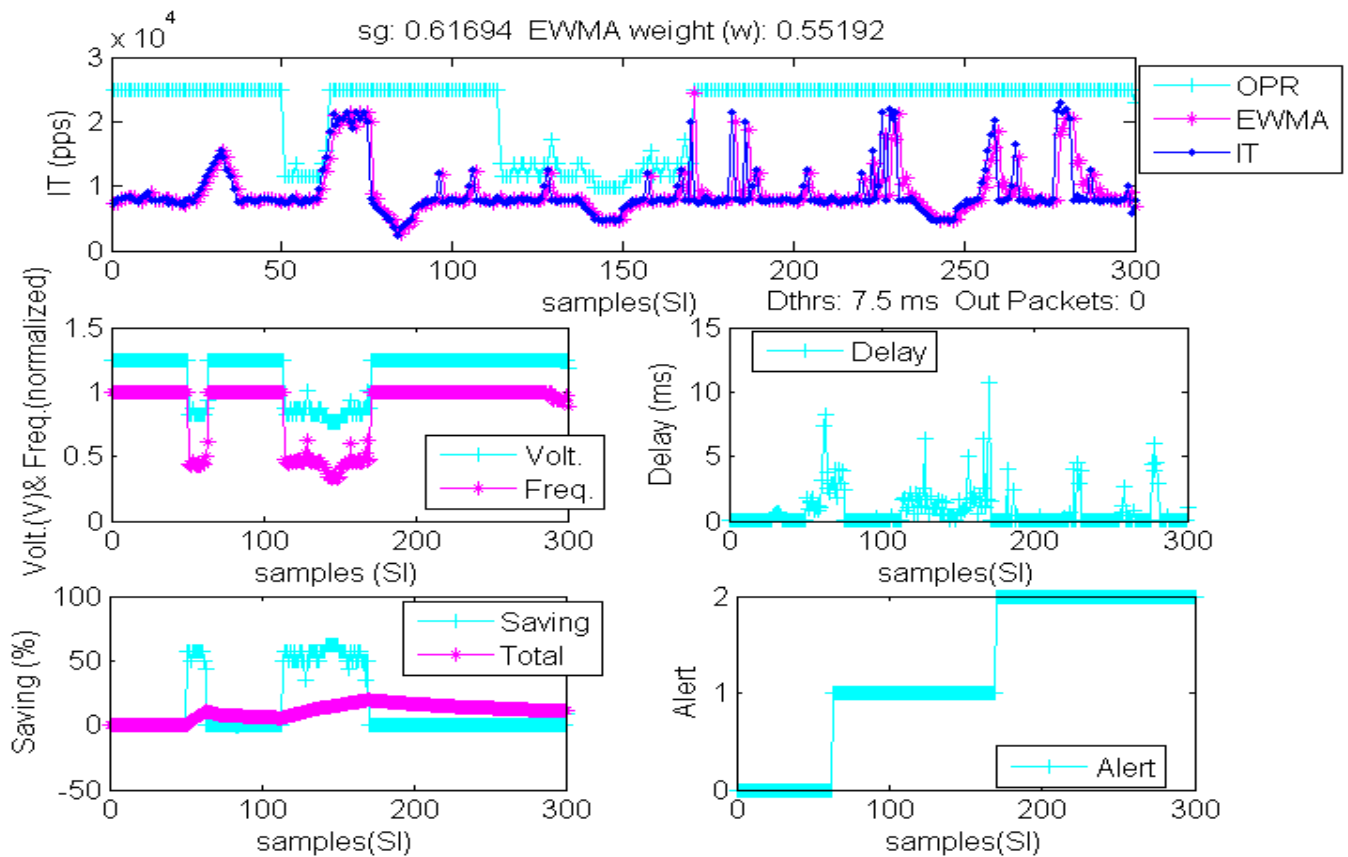 x 10^4
sg: 0.61694 EWMA weight (w): 0.55192
3
2
1
0
IT (pps)
0 50 100 150 200 250 300
samples(SI)
OPR
EWMA
IT
Volt.(V)& Freq.(normalized)
1.5
1
0.5
0
0 100 200 300
samples (SI)
Volt.
Freq.
Dthrs: 7.5 ms Out Packets: 0
Delay (ms)
15
10
5
0
0 100 200 300
samples(SI)
Delay
Saving (%)
100
50
0
-50
0 100 200 300
samples(SI)
Saving
Total
Alert
2
1
0
0 100 200 300
samples(SI)
Alert